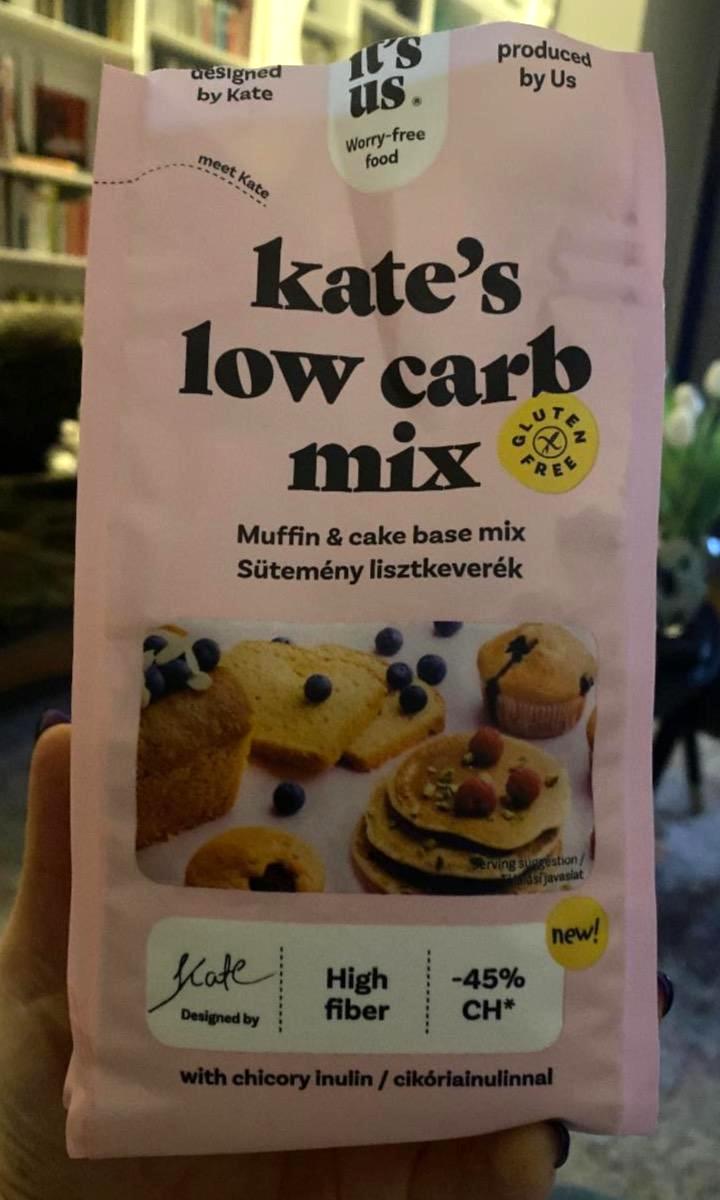 designed
by Kate
it's
us®
Worry-free
food
produced
by Us
meet Kate
kate's
low carb
mix
GLUTEN
FREE
Muffin & cake base mix
Sütemény lisztkeverék
Serving suggestion /
new!
Kate
Designed by
High
fiber
-45%
CH*
with chicory inulin / cikóriainulinnal